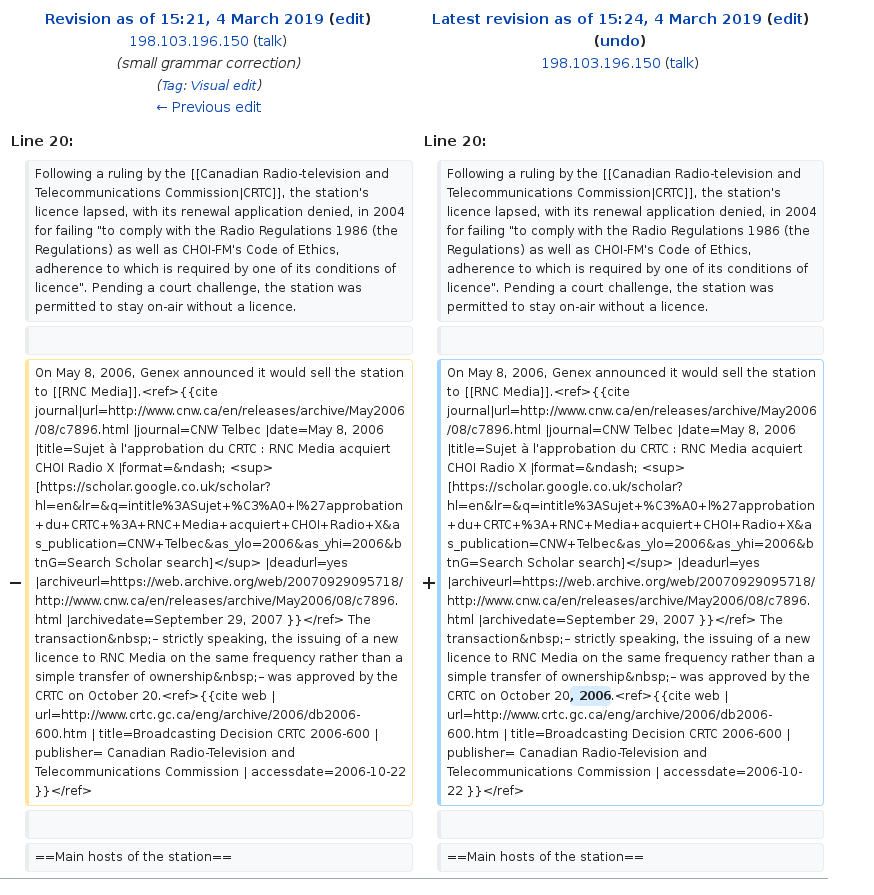 Revision as of 15:21, 4 March 2019 (edit)
198.103.196.150 (talk)
(small grammar correction)
(Tag: Visual edit)
← Previous edit
Latest revision as of 15:24, 4 March 2019 (edit)
(undo)
198.103.196.150 (talk)
Line 20:
Following a ruling by the [[Canadian Radio-television and
Telecommunications Commission|CRTC]], the station's
licence lapsed, with its renewal application denied, in 2004
for failing "to comply with the Radio Regulations 1986 (the
Regulations) as well as CHOI-FM's Code of Ethics,
adherence to which is required by one of its conditions of
licence". Pending a court challenge, the station was
permitted to stay on-air without a licence.
−
On May 8, 2006, Genex announced it would sell the station
to [[RNC Media]].<ref>{{cite
journal|url=http://www.cnw.ca/en/releases/archive/May2006
/08/c7896.html |journal=CNW Telbec |date=May 8, 2006
|title=Sujet à l'approbation du CRTC : RNC Media acquiert
CHOI Radio X |format=&ndash; <sup>
[https://scholar.google.co.uk/scholar?
hl=en&lr=&q=intitle%3ASujet+%C3%A0+l%27approbation
+du+CRTC+%3A+RNC+Media+acquiert+CHOI+Radio+X&a
s_publication=CNW+Telbec&as_ylo=2006&as_yhi=2006&b
tnG=Search Scholar search]</sup> |deadurl=yes
|archiveurl=https://web.archive.org/web/20070929095718/
http://www.cnw.ca/en/releases/archive/May2006/08/c7896.
html |archivedate=September 29, 2007 }}</ref> The
transaction&nbsp;– strictly speaking, the issuing of a new
licence to RNC Media on the same frequency rather than a
simple transfer of ownership&nbsp;– was approved by the
CRTC on October 20.<ref>{{cite web |
url=http://www.crtc.gc.ca/eng/archive/2006/db2006-
600.htm | title=Broadcasting Decision CRTC 2006-600 |
publisher= Canadian Radio-Television and
Telecommunications Commission | accessdate=2006-10-22
}}</ref>
==Main hosts of the station==
Line 20:
Following a ruling by the [[Canadian Radio-television and
Telecommunications Commission|CRTC]], the station's
licence lapsed, with its renewal application denied, in 2004
for failing "to comply with the Radio Regulations 1986 (the
Regulations) as well as CHOI-FM's Code of Ethics,
adherence to which is required by one of its conditions of
licence". Pending a court challenge, the station was
permitted to stay on-air without a licence.
+
On May 8, 2006, Genex announced it would sell the station
to [[RNC Media]].<ref>{{cite
journal|url=http://www.cnw.ca/en/releases/archive/May2006
/08/c7896.html |journal=CNW Telbec |date=May 8, 2006
|title=Sujet à l'approbation du CRTC : RNC Media acquiert
CHOI Radio X |format=&ndash; <sup>
[https://scholar.google.co.uk/scholar?
hl=en&lr=&q=intitle%3ASujet+%C3%A0+l%27approbation
+du+CRTC+%3A+RNC+Media+acquiert+CHOI+Radio+X&a
s_publication=CNW+Telbec&as_ylo=2006&as_yhi=2006&b
tnG=Search Scholar search]</sup> |deadurl=yes
|archiveurl=https://web.archive.org/web/20070929095718/
http://www.cnw.ca/en/releases/archive/May2006/08/c7896.
html |archivedate=September 29, 2007 }}</ref> The
transaction&nbsp;– strictly speaking, the issuing of a new
licence to RNC Media on the same frequency rather than a
simple transfer of ownership&nbsp;– was approved by the
CRTC on October 20, 2006.<ref>{{cite web |
url=http://www.crtc.gc.ca/eng/archive/2006/db2006-
600.htm | title=Broadcasting Decision CRTC 2006-600 |
publisher= Canadian Radio-Television and
Telecommunications Commission | accessdate=2006-10-
22 }}</ref>
==Main hosts of the station==